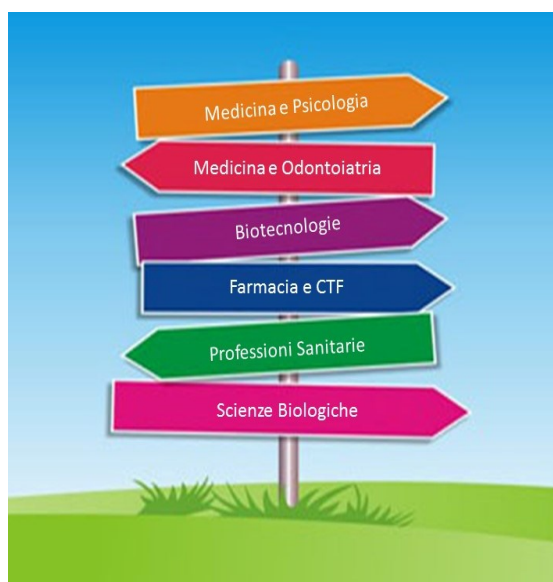 Medicina e Psicologia
Medicina e Odontoiatria
Biotecnologie
Farmacia e CTF
Professioni Sanitarie
Scienze Biologiche